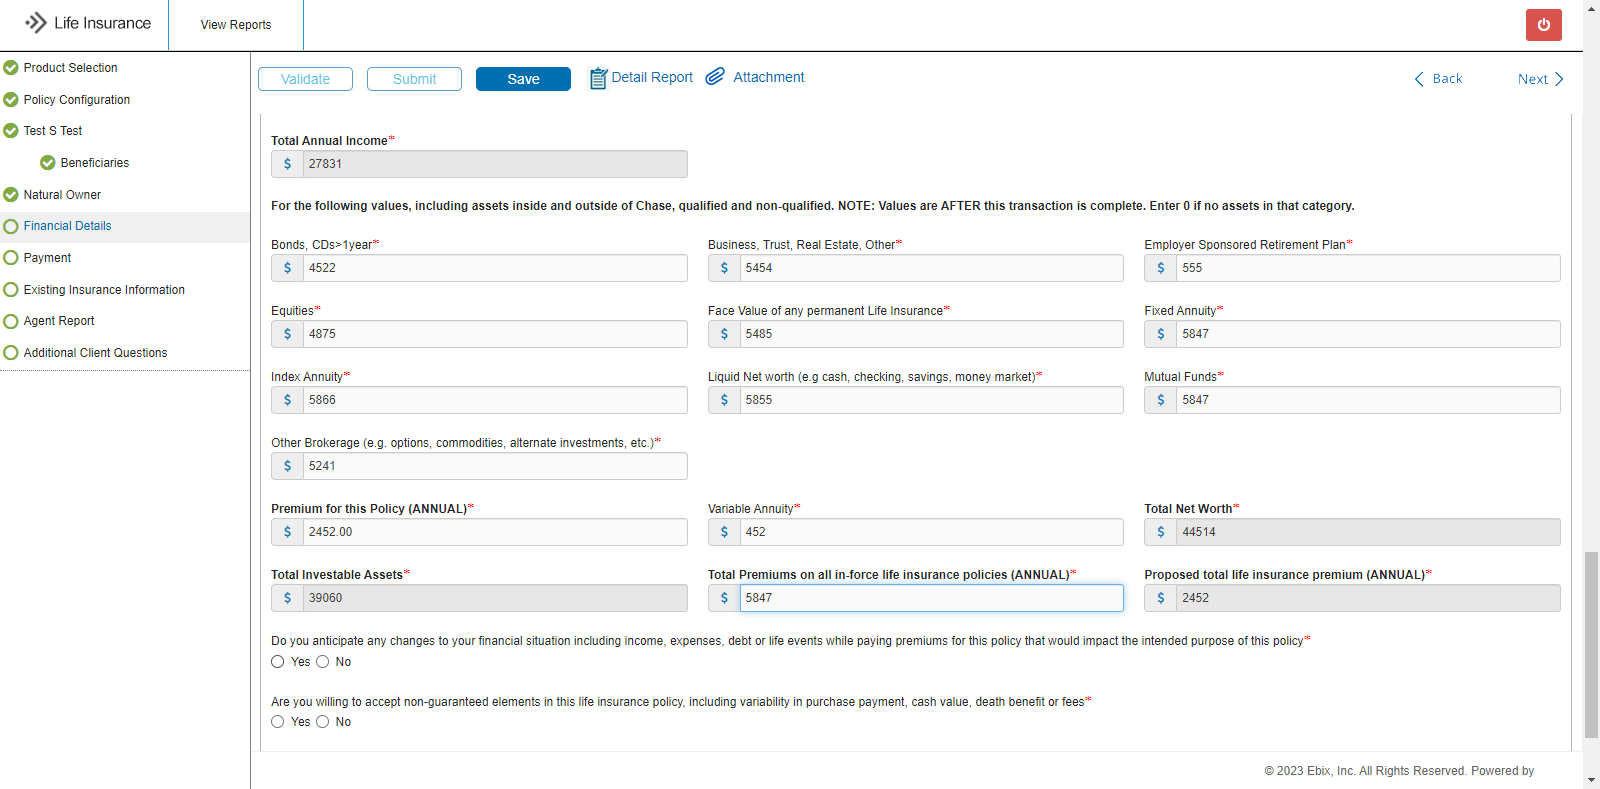 Life Insurance
View Reports
Product Selection
Policy Configuration
Test S Test
Beneficiaries
Natural Owner
Financial Details
Payment
Existing Insurance Information
Agent Report
Additional Client Questions
Validate Submit Save Detail Report Attachment Back Next
Total Annual Income*
$ 27831
For the following values, including assets inside and outside of Chase, qualified and non-qualified. NOTE: Values are AFTER this transaction is complete. Enter 0 if no assets in that category.
Bonds, CDs>1year* Business, Trust, Real Estate, Other* Employer Sponsored Retirement Plan*
$ 4522 $ 5454 $ 555
Equities* Face Value of any permanent Life Insurance* Fixed Annuity*
$ 4875 $ 5485 $ 5847
Index Annuity* Liquid Net worth (e.g cash, checking, savings, money market)* Mutual Funds*
$ 5866 $ 5855 $ 5847
Other Brokerage (e.g. options, commodities, alternate investments, etc.)*
$ 5241
Premium for this Policy (ANNUAL)* Variable Annuity* Total Net Worth*
$ 2452.00 $ 452 $ 44514
Total Investable Assets* Total Premiums on all in-force life insurance policies (ANNUAL)* Proposed total life insurance premium (ANNUAL)*
$ 39060 $ 5847 $ 2452
Do you anticipate any changes to your financial situation including income, expenses, debt or life events while paying premiums for this policy that would impact the intended purpose of this policy*
Yes No
Are you willing to accept non-guaranteed elements in this life insurance policy, including variability in purchase payment, cash value, death benefit or fees*
Yes No
© 2023 Ebix, Inc. All Rights Reserved. Powered by